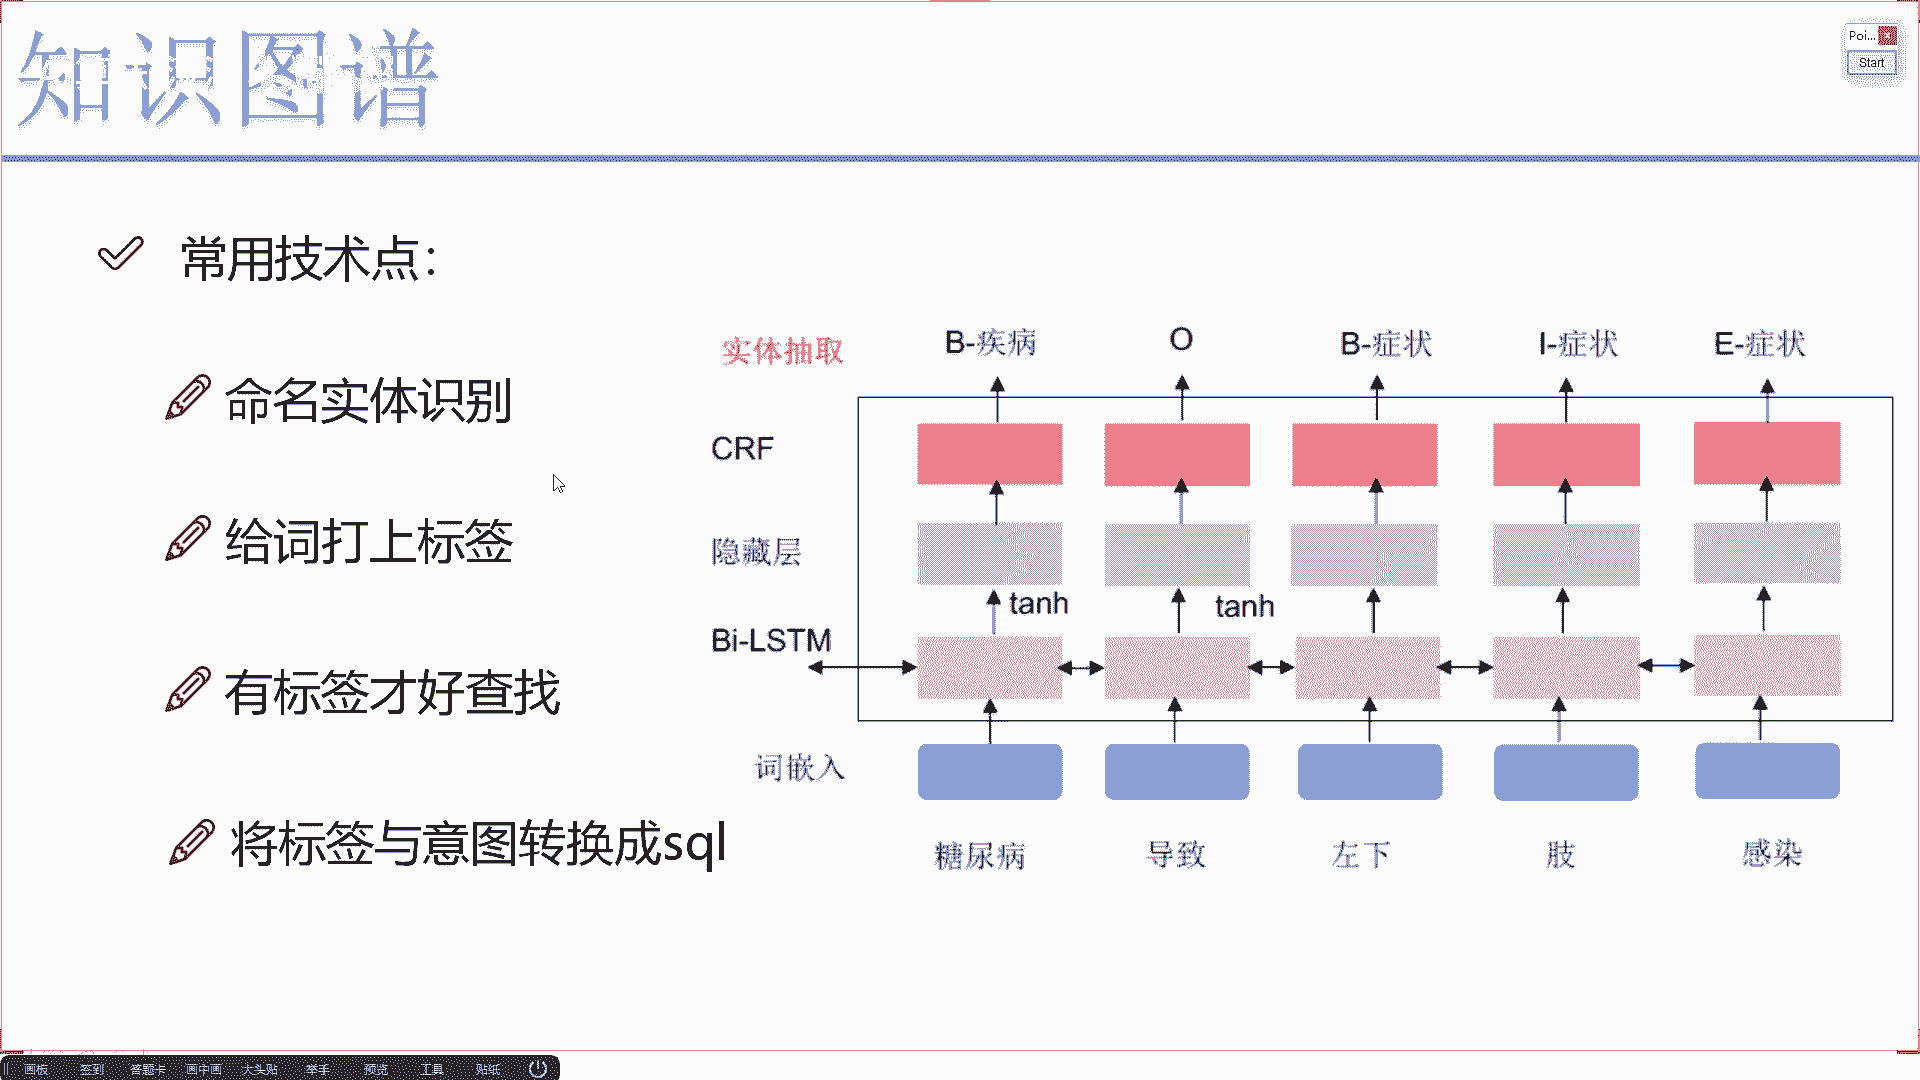 知识图谱
Poi...
Start
常用技术点：
命名实体识别
给词打上标签
有标签才好查找
将标签与意图转换成sql
实体抽取
B-疾病
O
B-症状
I-症状
E-症状
CRF
隐藏层
tanh
tanh
Bi-LSTM
词嵌入
糖尿病
导致
左下
肢
感染
画板 签到 答题卡 画中画 大头贴 举手 预览 工具 贴纸